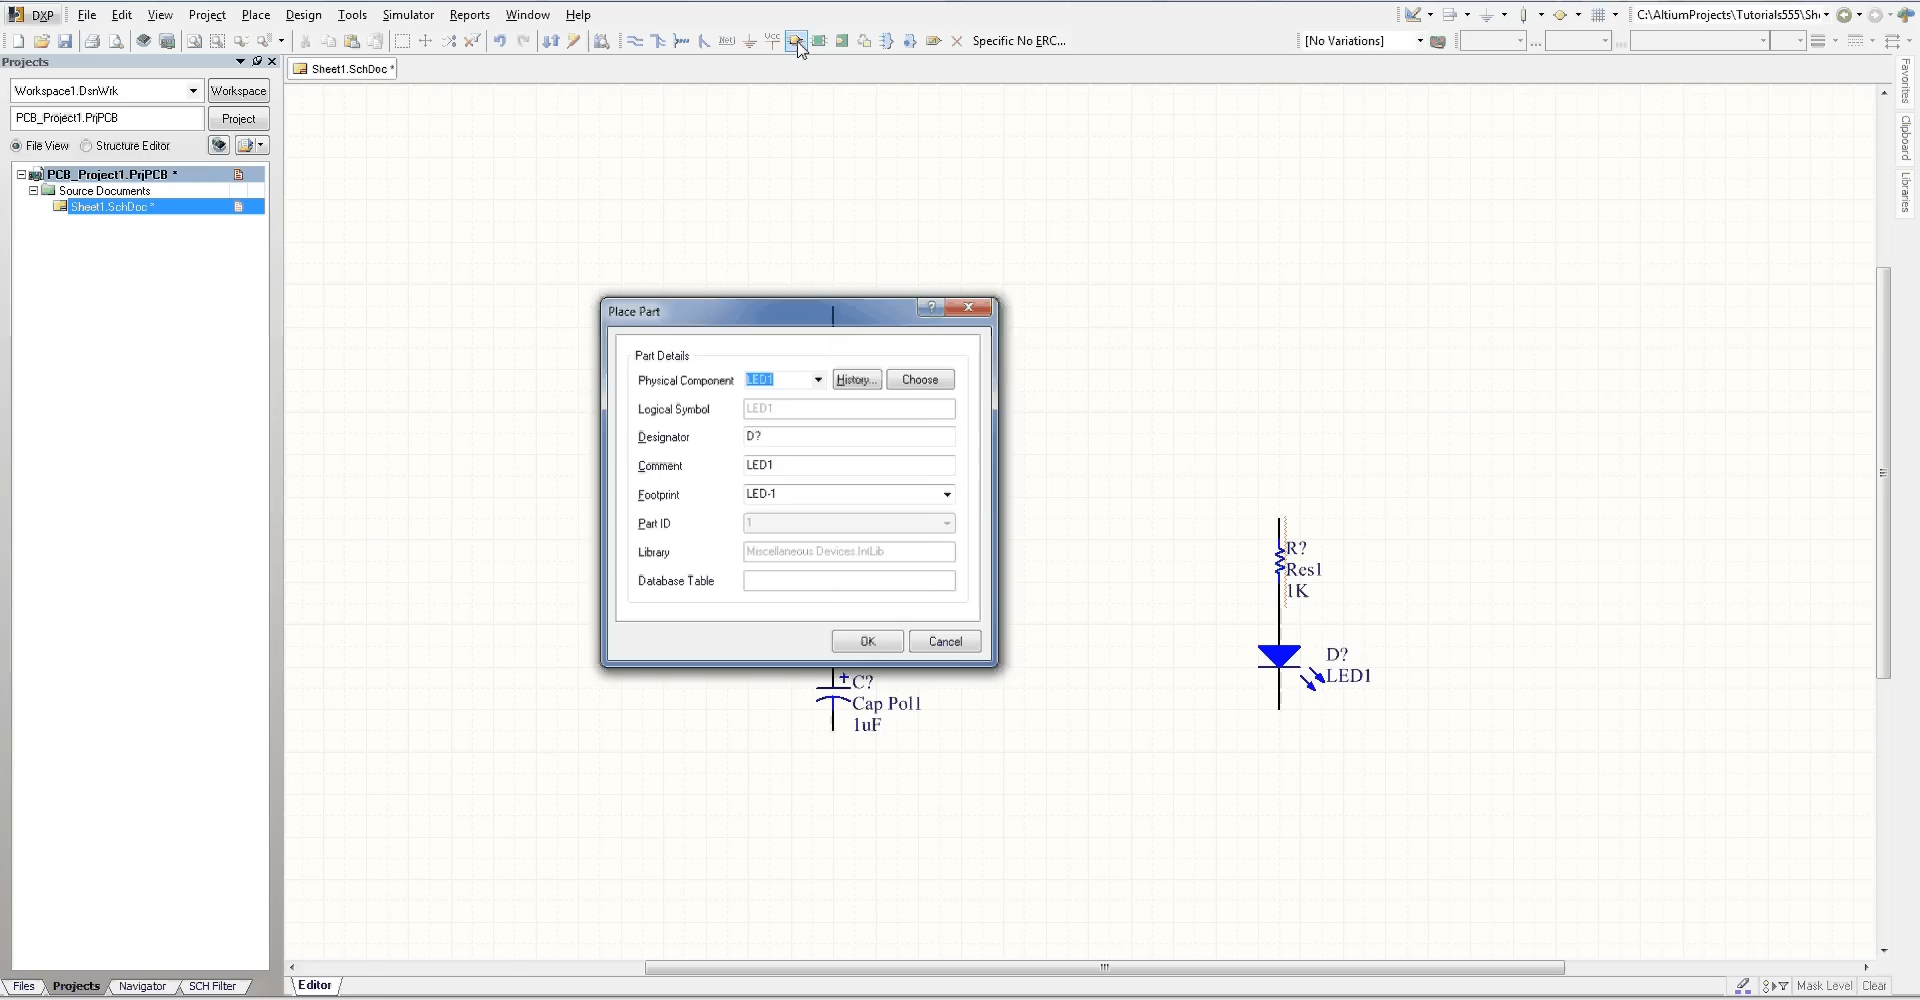 DXP File Edit View Project Place Design Tools Simulator Reports Window Help
C:\AltiumProjects\Tutorials555\Sh
Net1 Vcc Specific No ERC...
[No Variations]
Projects
Sheet1.SchDoc *
Workspace1.DsnWrk Workspace
PCB_Project1.PrjPCB Project
File View Structure Editor
PCB_Project1.PrjPCB *
Source Documents
Sheet1.SchDoc *
Favorites
Clipboard
Libraries
Place Part
Part Details
Physical Component LED1 History... Choose
Logical Symbol LED1
Designator D?
Comment LED1
Footprint LED-1
Part ID 1
Library Miscellaneous Devices.IntLib
Database Table
OK Cancel
C?
Cap Pol1
1uF
R?
Res1
1K
D?
LED1
Files Projects Navigator SCH Filter
Editor
Mask Level Clear